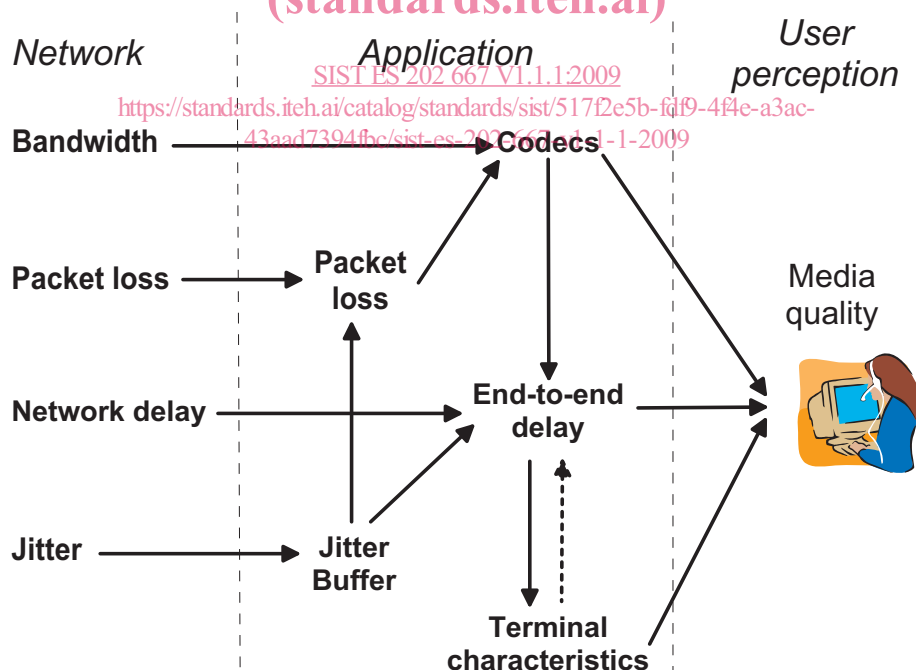 (standards.iteh.ai)
Network
Application
User
perception
SIST ES 202 667 V1.1.1:2009
https://standards.iteh.ai/catalog/standards/sist/517f2e5b-fdf9-4f4e-a3ac-
43aad7394fbc/sist-es-202-667-v1-1-1-2009
Bandwidth
Codecs
Packet loss
Packet
loss
Media
quality
Network delay
End-to-end
delay
Jitter
Jitter
Buffer
Terminal
characteristics